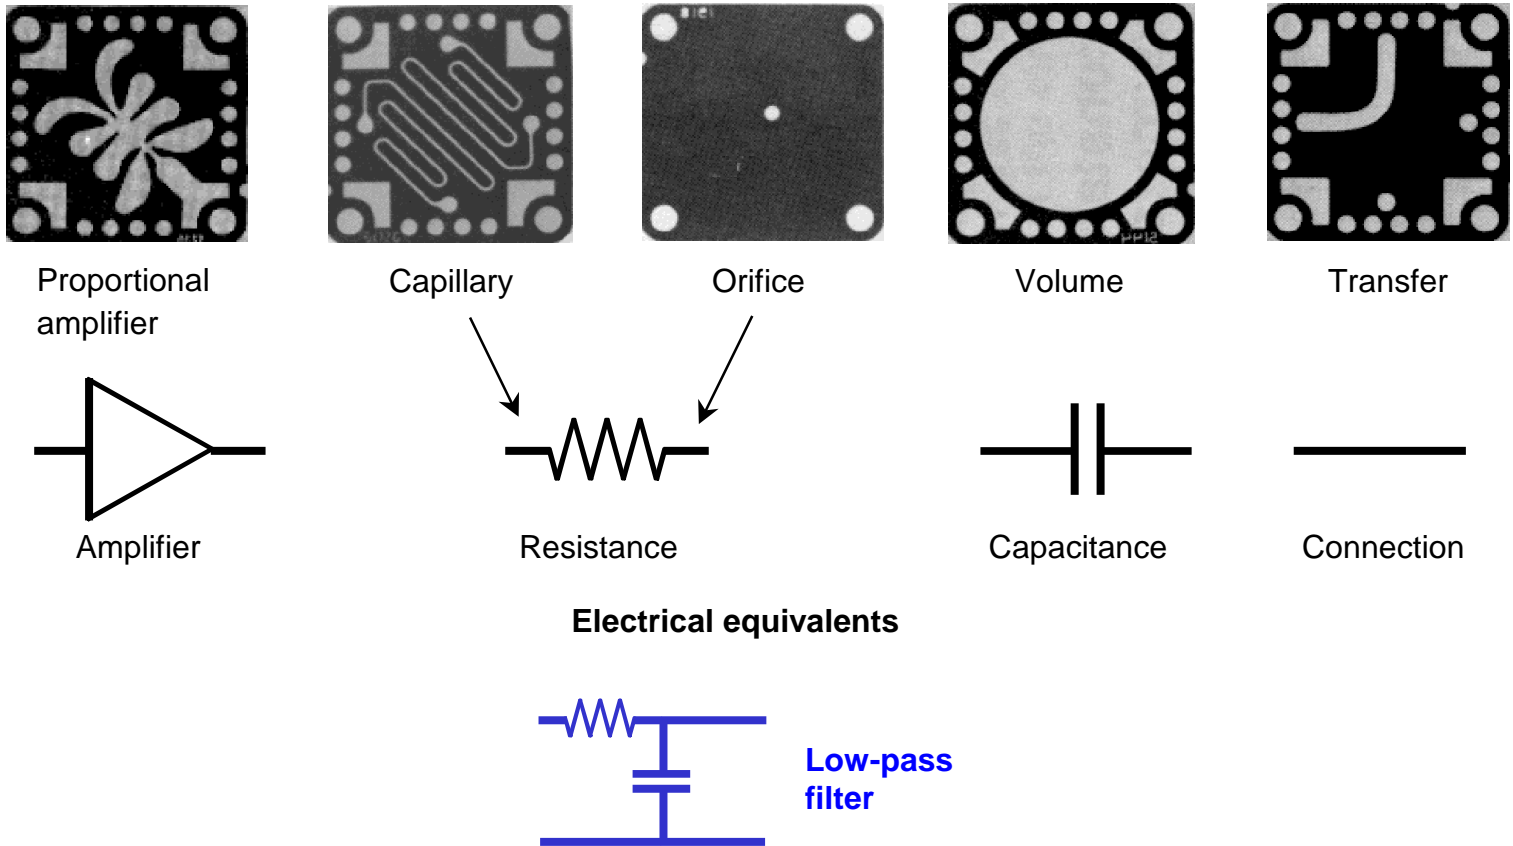 Proportional
amplifier
Capillary
Orifice
Volume
Transfer
Amplifier
Resistance
Capacitance
Connection
Electrical equivalents
Low-pass
filter